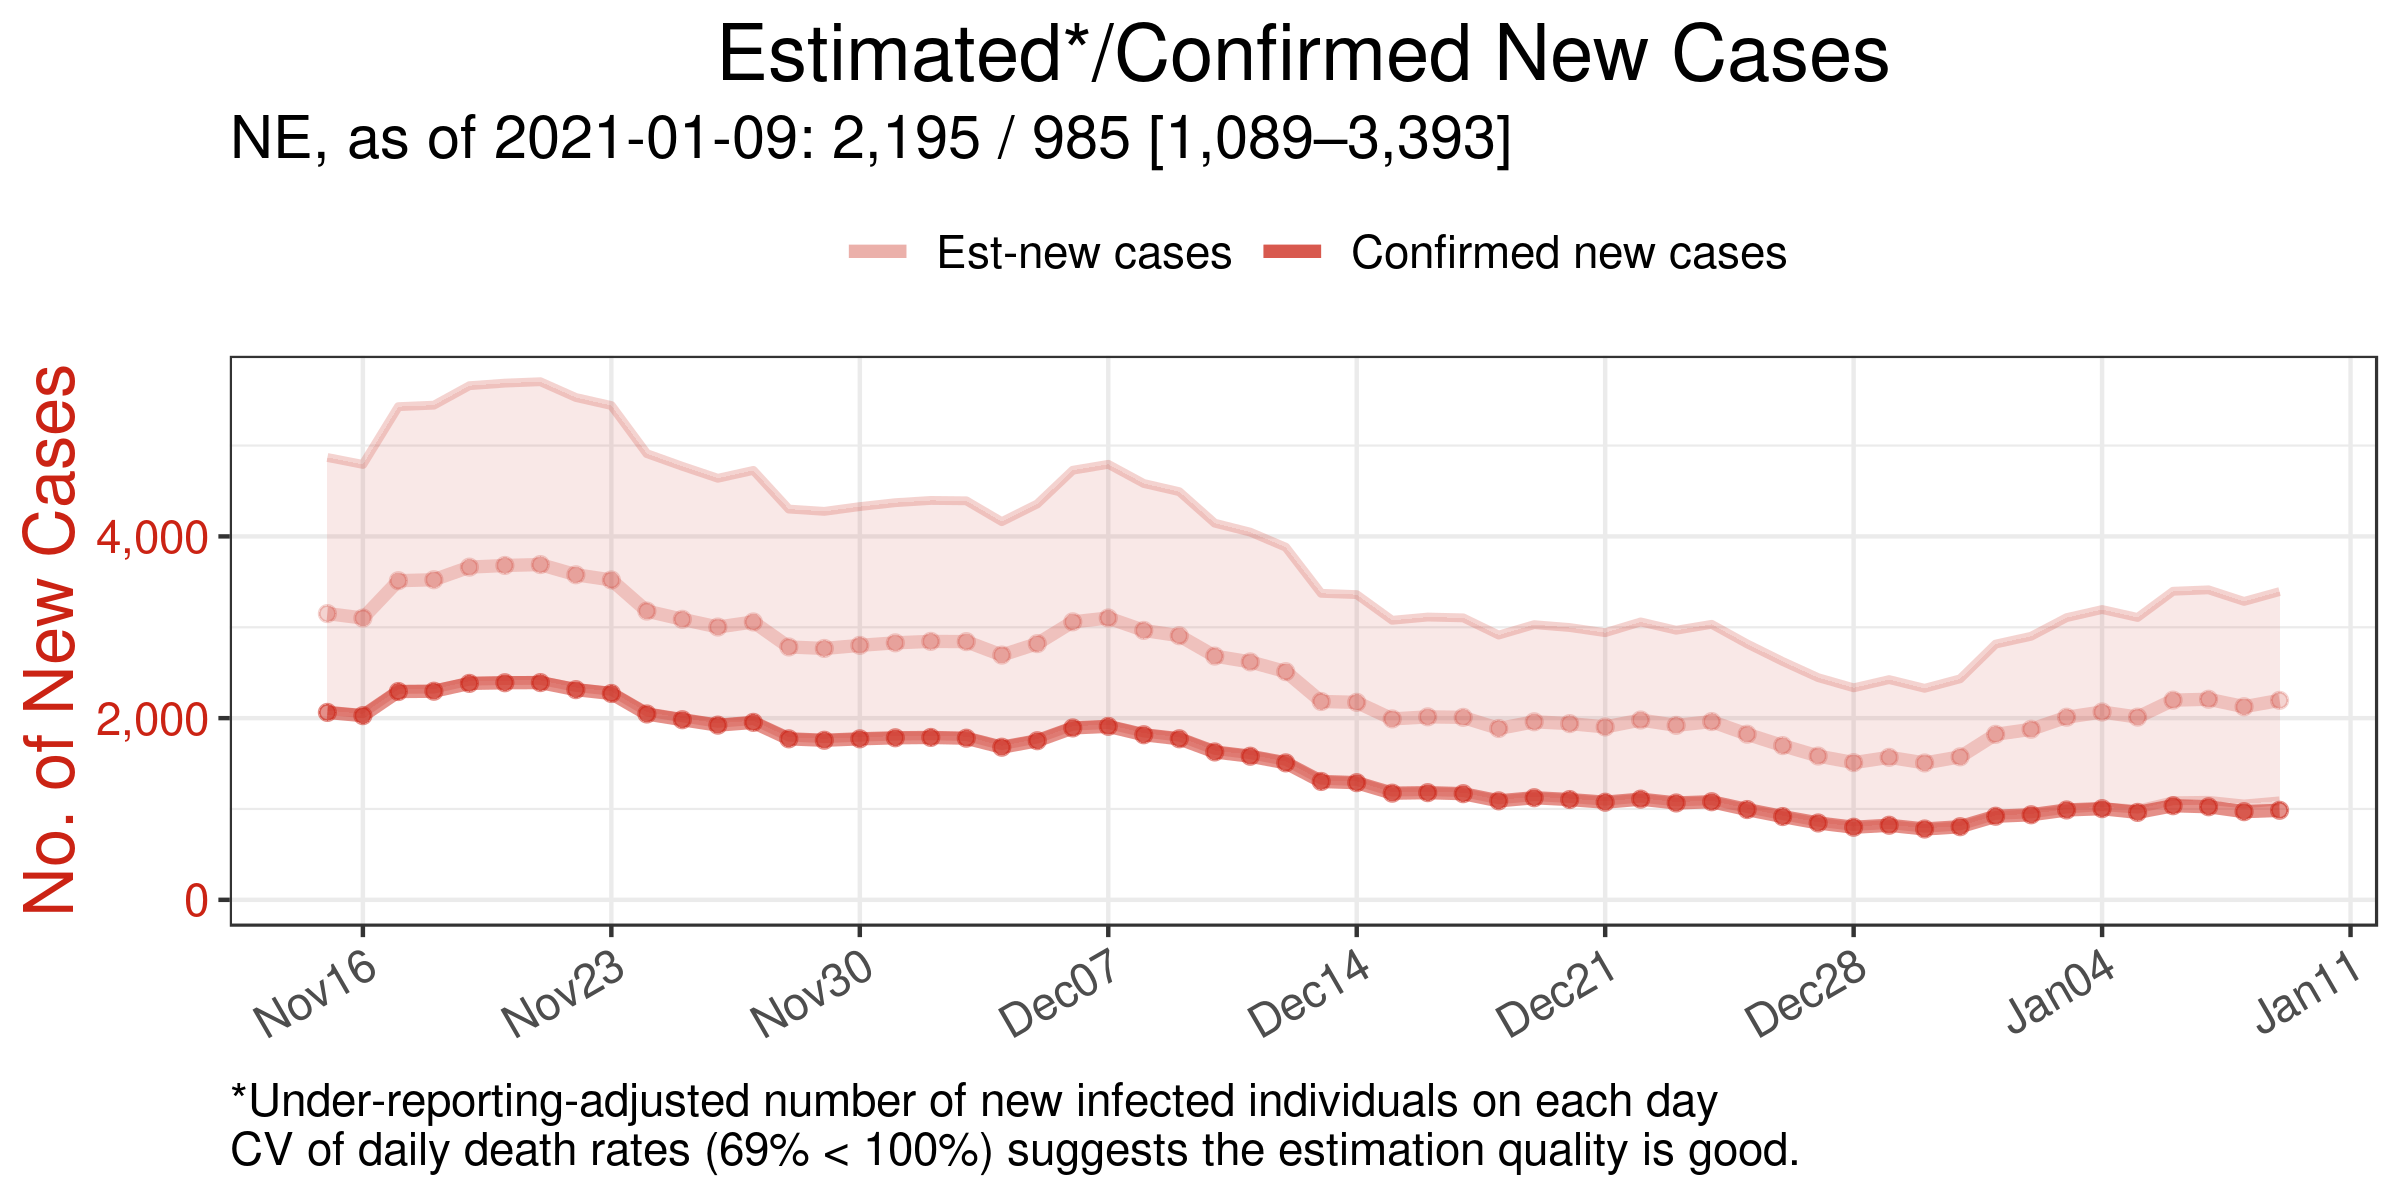 Estimated*/Confirmed New Cases
NE, as of 2021-01-09: 2,195 / 985 [1,089–3,393]
Est-new cases
Confirmed new cases
No. of New Cases
4,000
2,000
0
Nov16
Nov23
Nov30
Dec07
Dec14
Dec21
Dec28
Jan04
Jan11
*Under-reporting-adjusted number of new infected individuals on each day
CV of daily death rates (69% < 100%) suggests the estimation quality is good.